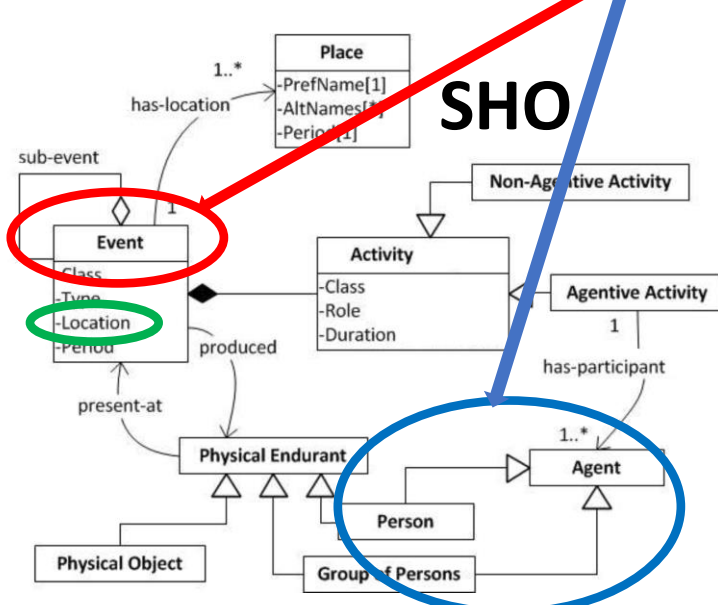 Place
1..*
-PrefName[1]
has-location
-AltNames[*]
SHO
-Period[1]
sub-event
Non-Agentive Activity
1
Event
Activity
-Class
-Class
-Type
Agentive Activity
-Role
-Location
1
-Duration
-Period
produced
has-participant
present-at
1..*
Physical Endurant
Agent
Person
Physical Object
Group of Persons